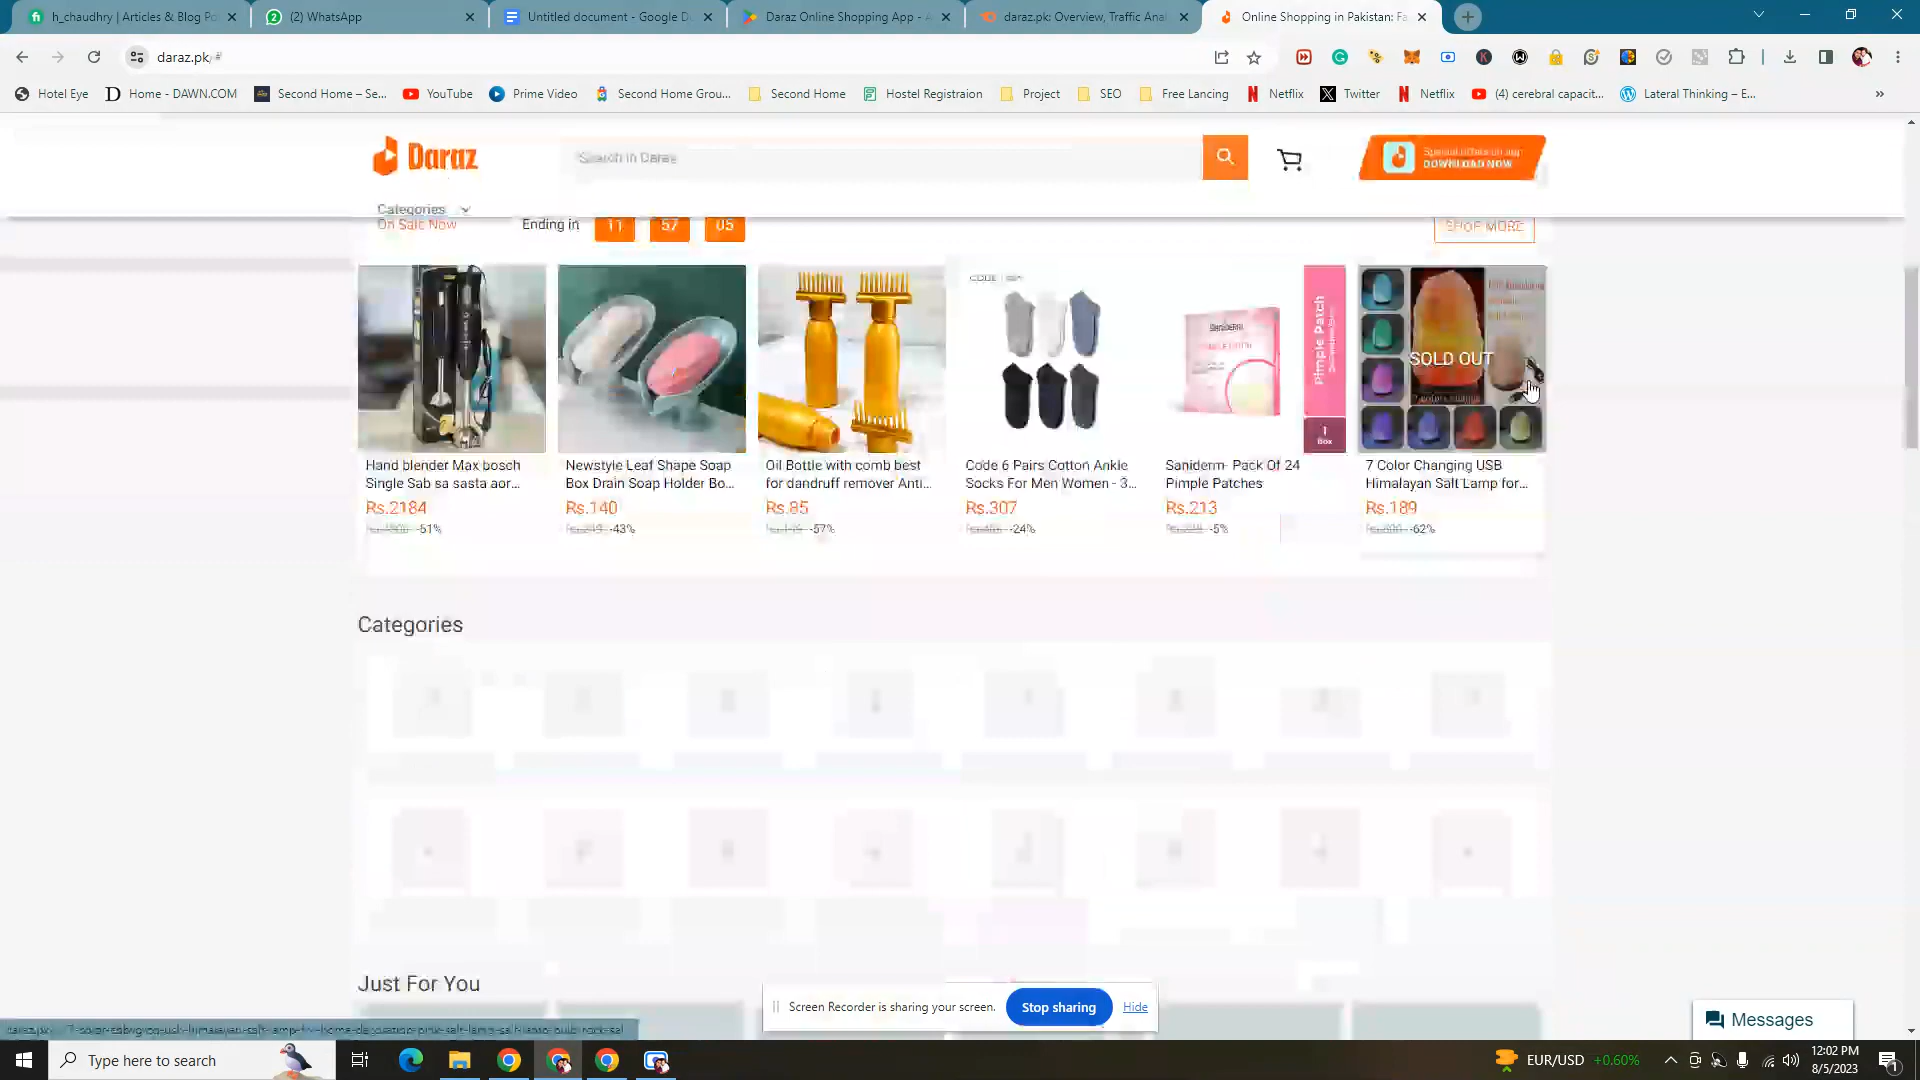 h_chaudhry | Articles & Blog Po
(2) WhatsApp
Untitled document - Google D
Daraz Online Shopping App - A
daraz.pk: Overview, Traffic Anal
Online Shopping in Pakistan: Fa
daraz.pk/#
Hotel Eye
Home - DAWN.COM
Second Home – Se...
YouTube
Prime Video
Second Home Grou...
Second Home
Hostel Registraion
Project
SEO
Free Lancing
Netflix
Twitter
Netflix
(4) cerebral capacit...
Lateral Thinking – E...
»
Daraz
Search in Daraz
Special offers on app
DOWNLOAD NOW
Categories
On Sale Now
Ending in
11
57
05
SHOP MORE
CODE
Saniderm
Pimple Patch
1
Box
SOLD OUT
Hand blender Max bosch
Single Sab sa sasta aor...
Rs.2184
-51%
Newstyle Leaf Shape Soap
Box Drain Soap Holder Bo...
Rs.140
-43%
Oil Bottle with comb best
for dandruff remover Anti...
Rs.85
-57%
Code 6 Pairs Cotton Ankle
Socks For Men Women - 3...
Rs.307
-24%
Saniderm- Pack Of 24
Pimple Patches
Rs.213
-5%
7 Color Changing USB
Himalayan Salt Lamp for...
Rs.189
-62%
Categories
Just For You
Screen Recorder is sharing your screen.
Stop sharing
Hide
Messages
Type here to search
EUR/USD +0.60%
12:02 PM
8/5/2023
1